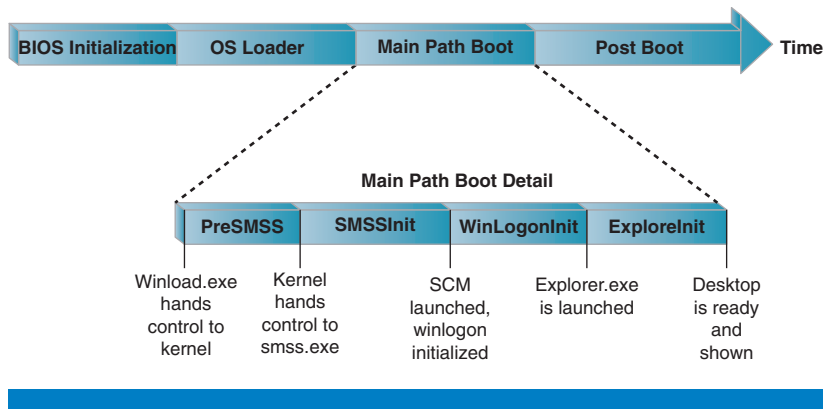 BIOS Initialization
OS Loader
Main Path Boot
Post Boot
Time
Main Path Boot Detail
PreSMSS
SMSSInit
WinLogonInit
ExploreInit
Winload.exe
hands
control to
kernel
Kernel
hands
control to
smss.exe
SCM
launched,
winlogon
initialized
Explorer.exe
is launched
Desktop
is ready
and
shown